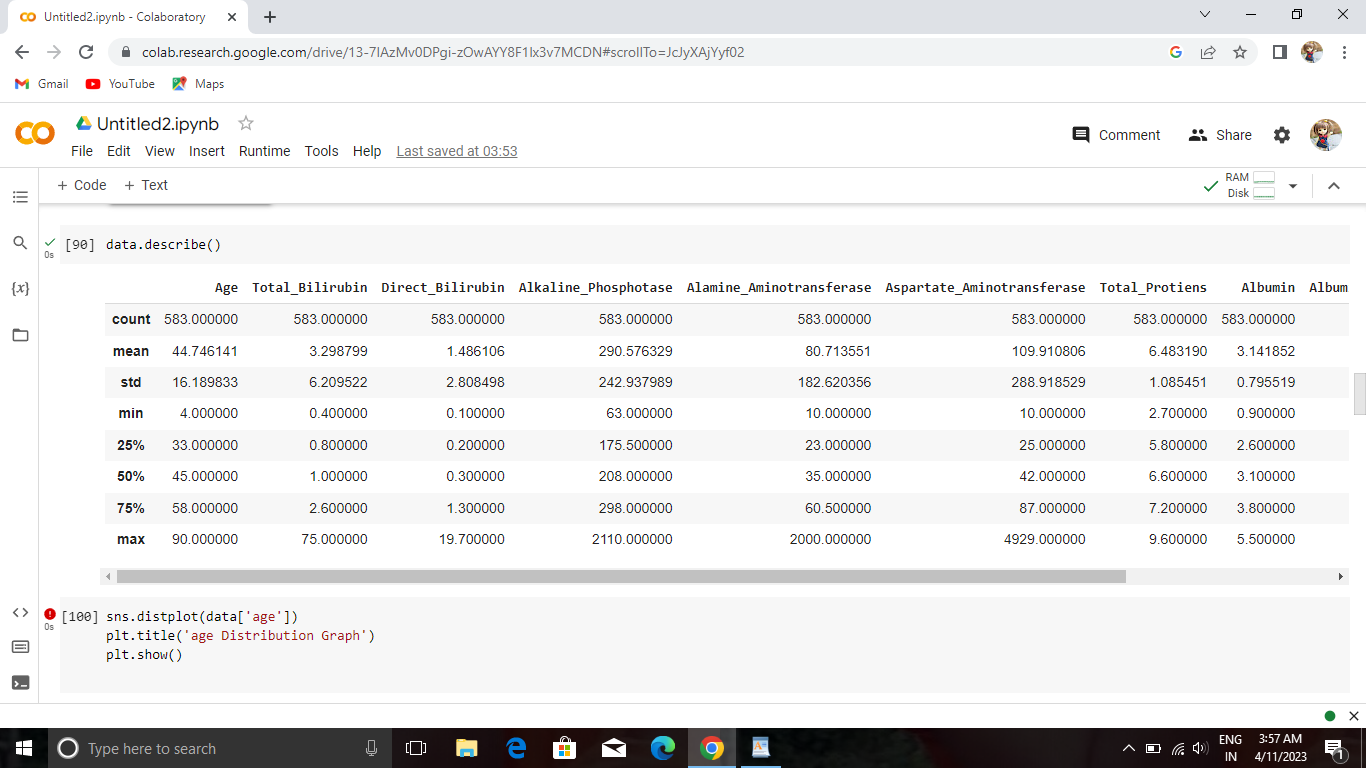 Untitled2.ipynb - Colaboratory
colab.research.google.com/drive/13-7lAzMv0DPgi-zOwAYY8F1lx3v7MCDN#scrollTo=JcJyXAjYyf02
Gmail YouTube Maps
Untitled2.ipynb
File Edit View Insert Runtime Tools Help Last saved at 03:53
Comment Share
+ Code + Text
RAM
Disk
[90] data.describe()
0s
Age Total_Bilirubin Direct_Bilirubin Alkaline_Phosphotase Alamine_Aminotransferase Aspartate_Aminotransferase Total_Protiens Albumin Album
count 583.000000 583.000000 583.000000 583.000000 583.000000 583.000000 583.000000 583.000000
mean 44.746141 3.298799 1.486106 290.576329 80.713551 109.910806 6.483190 3.141852
std 16.189833 6.209522 2.808498 242.937989 182.620356 288.918529 1.085451 0.795519
min 4.000000 0.400000 0.100000 63.000000 10.000000 10.000000 2.700000 0.900000
25% 33.000000 0.800000 0.200000 175.500000 23.000000 25.000000 5.800000 2.600000
50% 45.000000 1.000000 0.300000 208.000000 35.000000 42.000000 6.600000 3.100000
75% 58.000000 2.600000 1.300000 298.000000 60.500000 87.000000 7.200000 3.800000
max 90.000000 75.000000 19.700000 2110.000000 2000.000000 4929.000000 9.600000 5.500000
[100] sns.distplot(data['age'])
0s
plt.title('age Distribution Graph')
plt.show()
Type here to search
ENG
IN
3:57 AM
4/11/2023
1